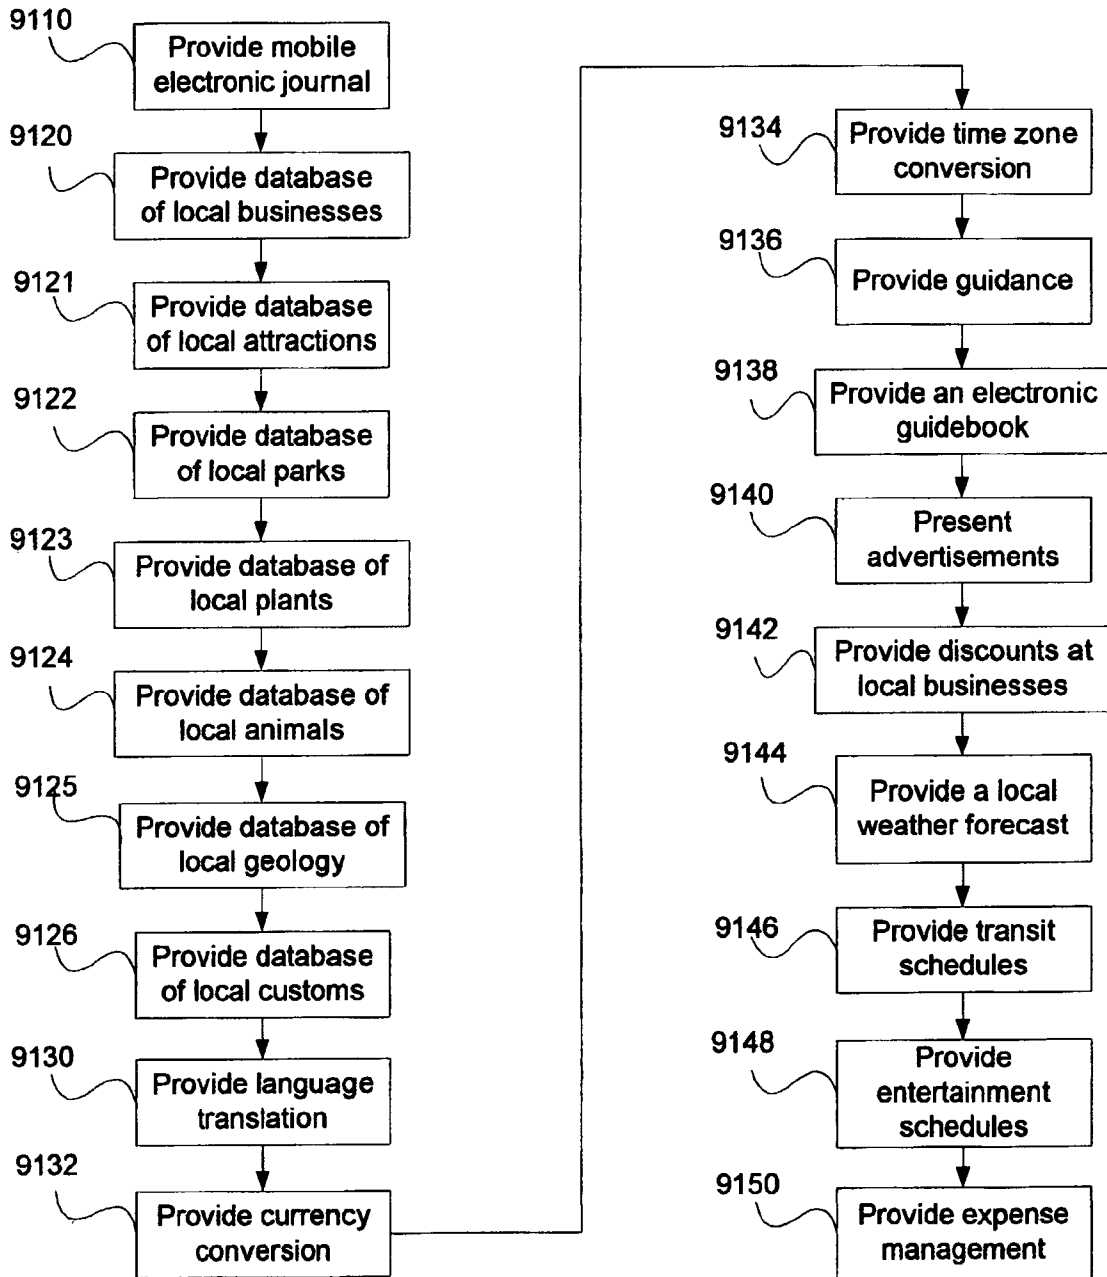 9110
Provide mobile
electronic journal
9120
Provide database
of local businesses
9121
Provide database
of local attractions
9122
Provide database
of local parks
9123
Provide database of
local plants
9124
Provide database of
local animals
9125
Provide database of
local geology
9126
Provide database
of local customs
9130
Provide language
translation
9132
Provide currency
conversion
9134
Provide time zone
conversion
9136
Provide guidance
9138
Provide an electronic
guidebook
9140
Present
advertisements
9142
Provide discounts at
local businesses
9144
Provide a local
weather forecast
9146
Provide transit
schedules
9148
Provide
entertainment
schedules
9150
Provide expense
management